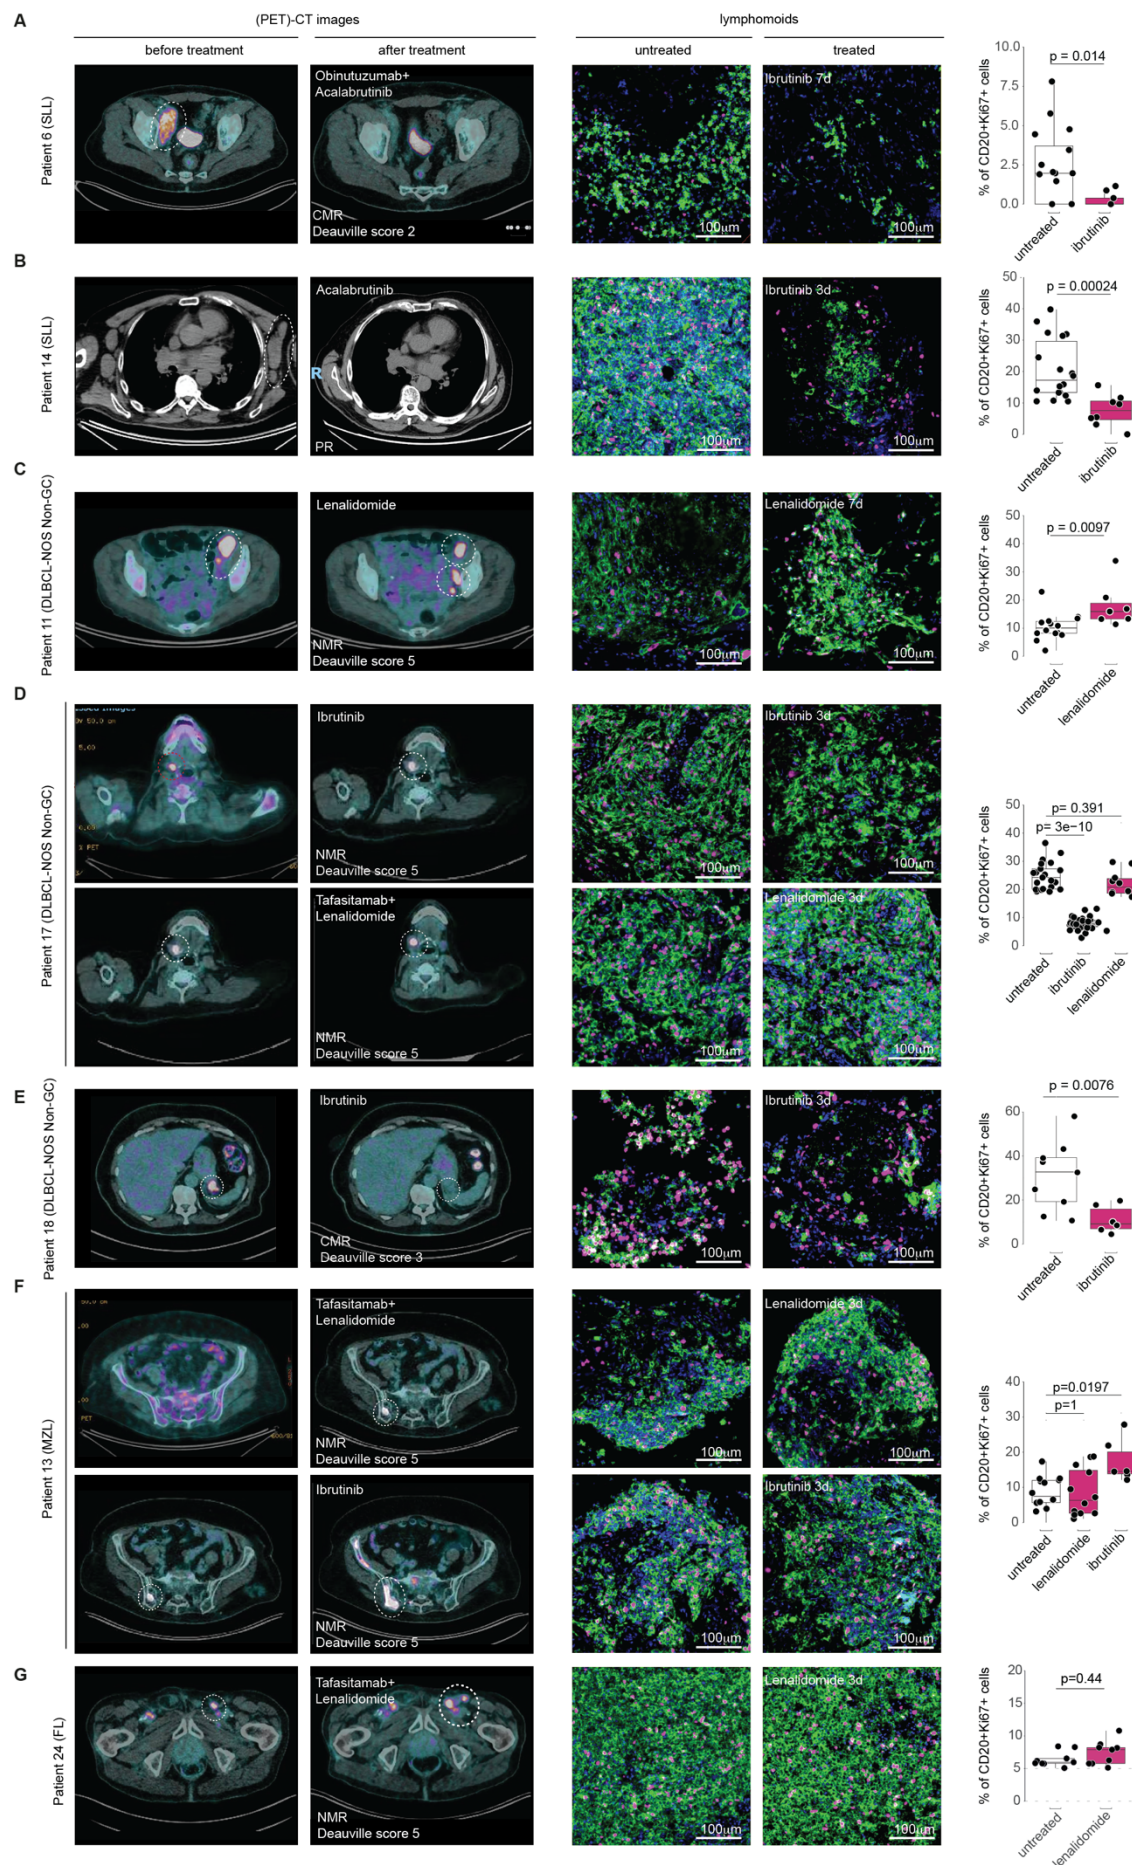 A
(PET)-CT images
lymphomoids
before treatment
after treatment
untreated
treated
Patient 6 (SLL)
Obinutuzumab+
Acalabrutinib
CMR
Deauville score 2
100µm
Ibrutinib 7d
100µm
% of CD20+Ki67+ cells
10.0
7.5
5.0
2.5
0.0
p = 0.014
untreated
ibrutinib
B
Patient 14 (SLL)
Acalabrutinib
R
PR
100µm
Ibrutinib 3d
100µm
% of CD20+Ki67+ cells
50
40
30
20
10
0
p = 0.00024
untreated
ibrutinib
C
Patient 11 (DLBCL-NOS Non-GC)
Lenalidomide
NMR
Deauville score 5
100µm
Lenalidomide 7d
100µm
% of CD20+Ki67+ cells
50
40
30
20
10
0
p = 0.0097
untreated
lenalidomide
D
Patient 17 (DLBCL-NOS Non-GC)
Ibrutinib
NMR
Deauville score 5
100µm
Ibrutinib 3d
100µm
Tafasitamab+
Lenalidomide
NMR
Deauville score 5
100µm
Lenalidomide 3d
100µm
% of CD20+Ki67+ cells
50
40
30
20
10
0
p= 0.391
p= 3e−10
untreated
ibrutinib
lenalidomide
E
Patient 18 (DLBCL-NOS Non-GC)
Ibrutinib
CMR
Deauville score 3
100µm
Ibrutinib 3d
100µm
% of CD20+Ki67+ cells
60
40
20
0
p = 0.0076
untreated
ibrutinib
F
Patient 13 (MZL)
Tafasitamab+
Lenalidomide
NMR
Deauville score 5
100µm
Lenalidomide 3d
100µm
Ibrutinib
NMR
Deauville score 5
100µm
Ibrutinib 3d
100µm
% of CD20+Ki67+ cells
40
30
20
10
0
p=0.0197
p=1
untreated
lenalidomide
ibrutinib
G
Patient 24 (FL)
Tafasitamab+
Lenalidomide
NMR
Deauville score 5
100µm
Lenalidomide 3d
100µm
% of CD20+Ki67+ cells
20
15
10
5
0
p=0.44
untreated
lenalidomide